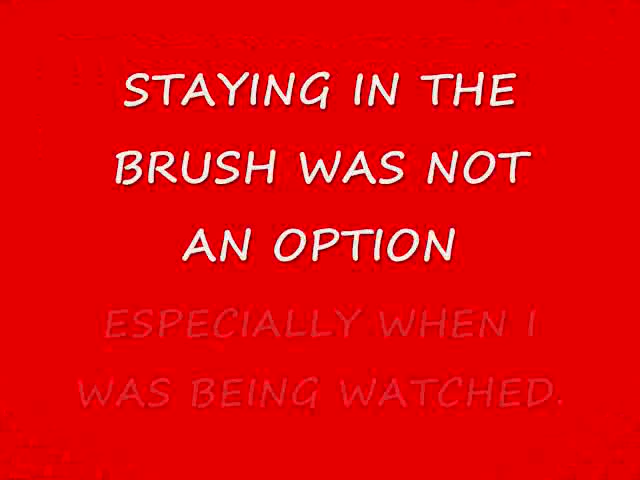 STAYING IN THE
BRUSH WAS NOT
AN OPTION
ESPECIALLY WHEN I
WAS BEING WATCHED.